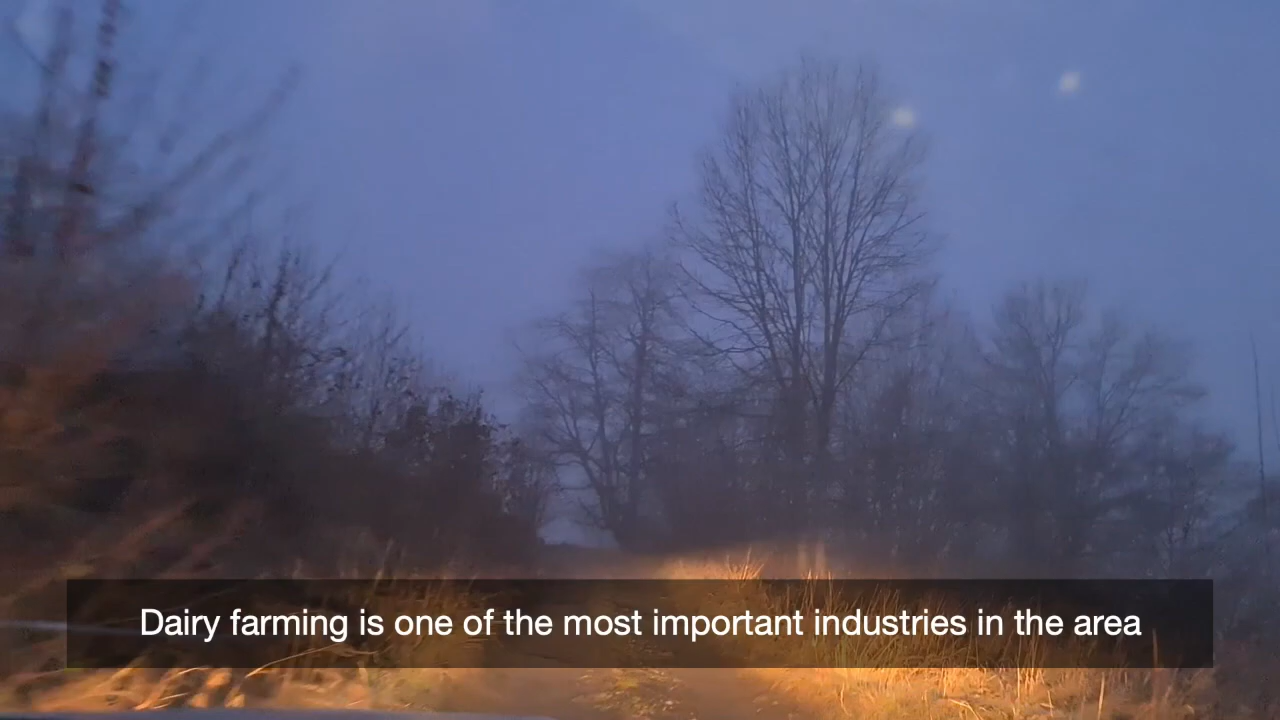 Dairy farming is one of the most important industries in the area